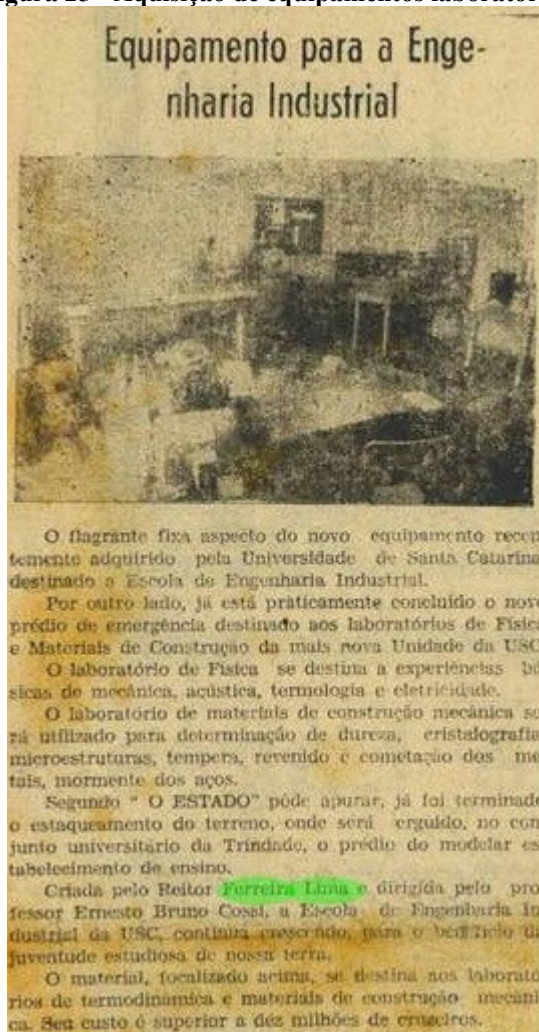 Equipamento para a Enge-
nharia Industrial
O flagrante fixa aspecto do novo equipamento recen
temente adquirido pela Universidade de Santa Catarina
destinado a Escola de Engenharia Industrial.
Por outro lado, já está pràticamente concluido o nove
prédio de emergência destinado aos laboratórios de Física
e Materiais de Construção da mais nova Unidade da USC
O laboratório de Fisica se destina a experiências bá
sicas de mecânica, acústica, termologia e eletricidade.
O laboratório de materiais de construção mecânica se
rá utilizado para determinação de dureza, cristalografia
microestruturas, tempera, revenido e cometação dos me
tais, mormente dos aços.
Segundo " O ESTADO" pôde apurar, já foi terminado
o estaqueamento do terreno, onde será erguido, no con
junto universitário da Trindade, o prédio do modelar es
tabelecimento de ensino.
Criada pelo Reitor Ferreira Lima e dirigida pelo pro
fessor Ernesto Bruno Cossi, a Escola de Engenharia In
dustrial da USC, continua crescendo, para o benefício da
juventude estudiosa de nossa terra.
O material, focalizado acima, se destina aos laborató
rios de termodinâmica e materiais de construção mecâni
ca. Seu custo é superior a dez milhões de cruzeiros.